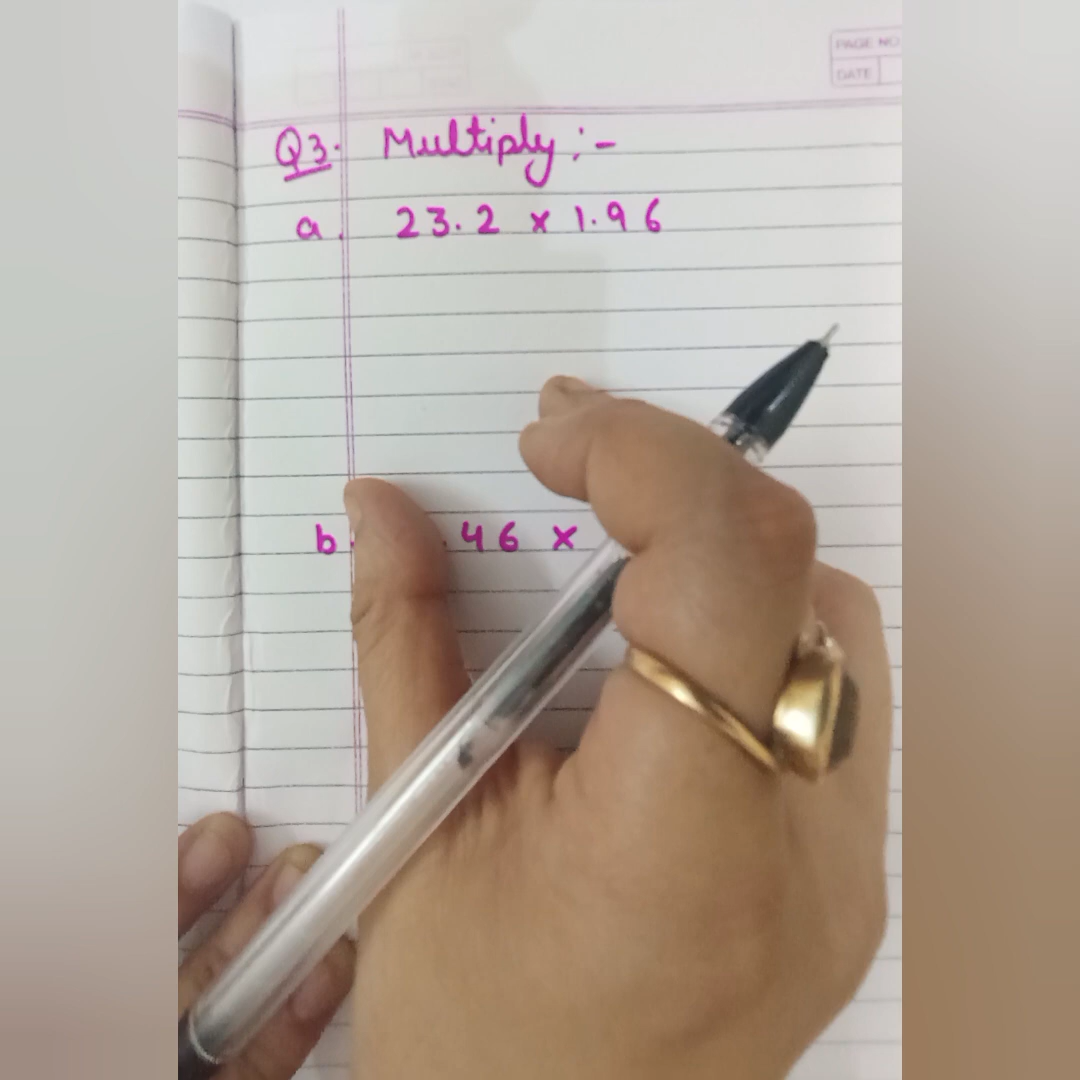 PAGE NO
DATE
Q3. Multiply :-
a. 23.2 x 1.96
b. .46 x